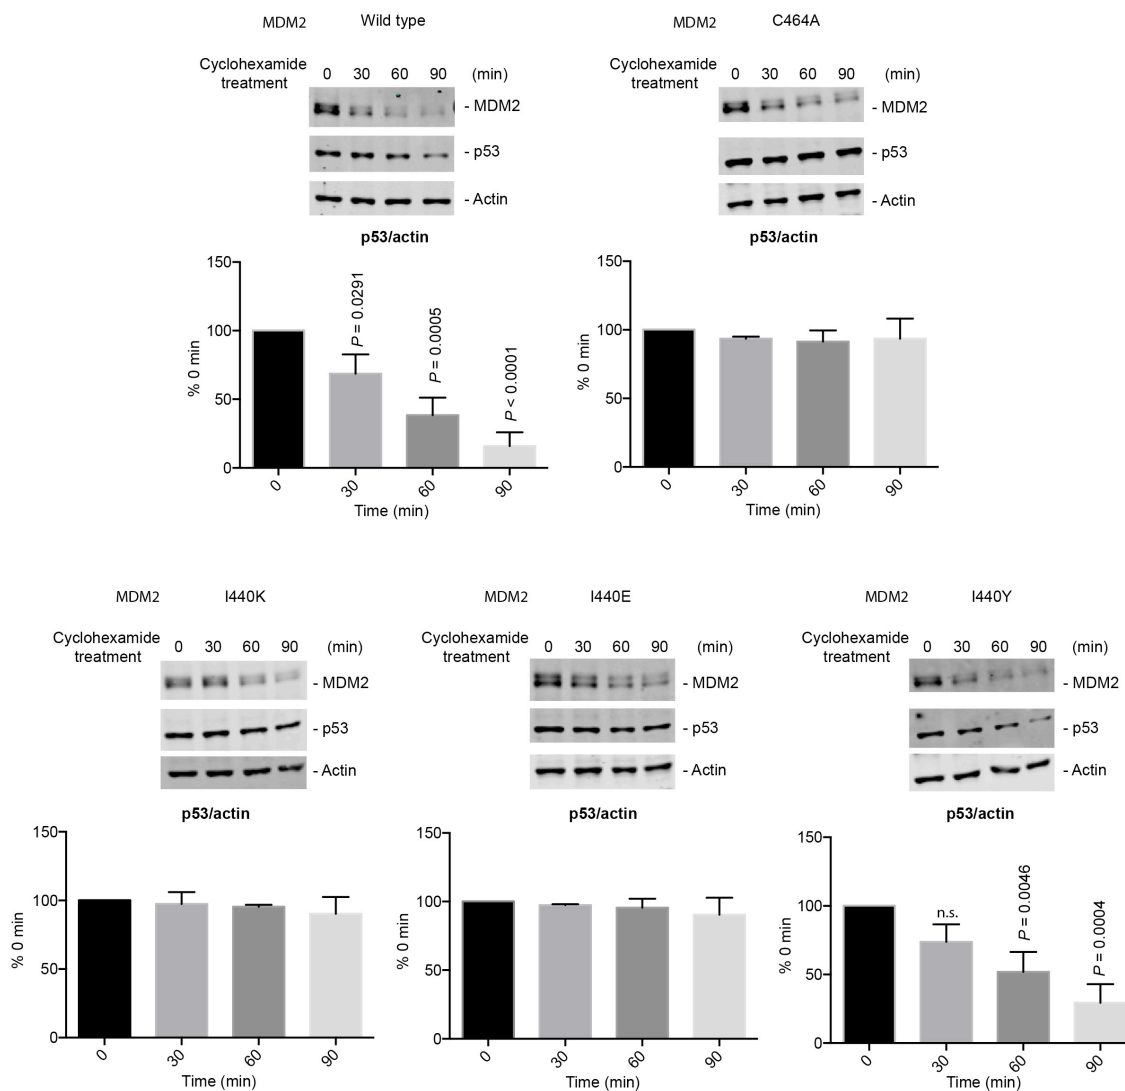 MDM2 Wild type
Cyclohexamide
treatment
0 30 60 90 (min)
- MDM2
- p53
- Actin
p53/actin
150
100
50
0
% 0 min
P = 0.0291
P = 0.0005
P < 0.0001
0 30 60 90
Time (min)
MDM2 C464A
Cyclohexamide
treatment
0 30 60 90 (min)
- MDM2
- p53
- Actin
p53/actin
150
100
50
0
% 0 min
0 30 60 90
Time (min)
MDM2 I440K
Cyclohexamide
treatment
0 30 60 90 (min)
- MDM2
- p53
- Actin
p53/actin
150
100
50
0
% 0 min
0 30 60 90
Time (min)
MDM2 I440E
Cyclohexamide
treatment
0 30 60 90 (min)
- MDM2
- p53
- Actin
p53/actin
150
100
50
0
% 0 min
0 30 60 90
Time (min)
MDM2 I440Y
Cyclohexamide
treatment
0 30 60 90 (min)
- MDM2
- p53
- Actin
p53/actin
150
100
50
0
% 0 min
n.s.
P = 0.0046
P = 0.0004
0 30 60 90
Time (min)